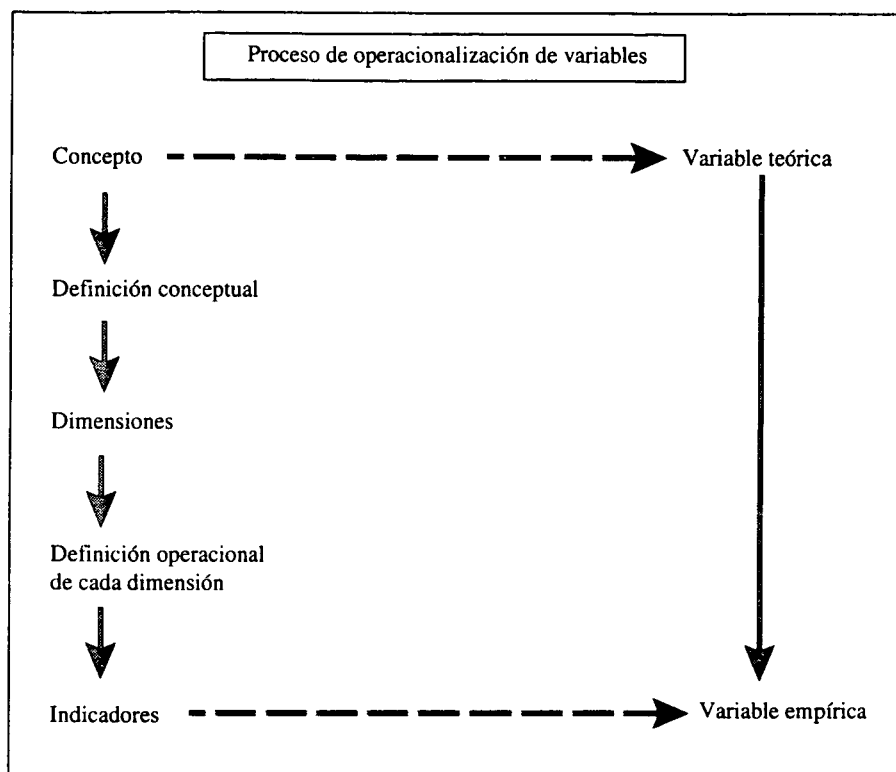 Proceso de operacionalización de variables
Concepto
Variable teórica
Definición conceptual
Dimensiones
Definición operacional
de cada dimensión
Indicadores
Variable empírica